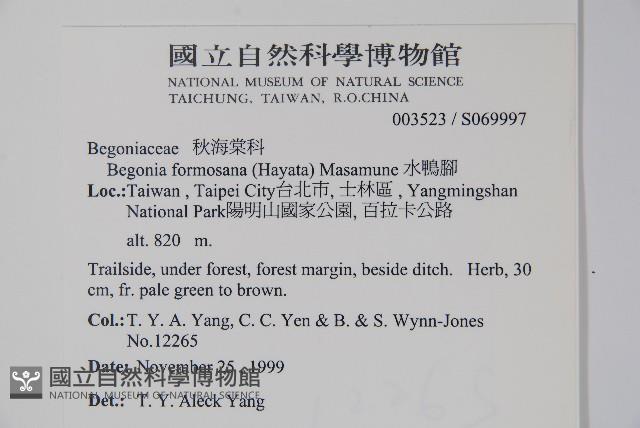 國立自然科學博物館
NATIONAL MUSEUM OF NATURAL SCIENCE
TAICHUNG, TAIWAN, R.O.CHINA
003523 / S069997
Begoniaceae 秋海棠科
Begonia formosana (Hayata) Masamune 水鴨腳
Loc.:Taiwan , Taipei City台北市, 士林區 , Yangmingshan
National Park陽明山國家公園, 百拉卡公路
alt. 820 m.
Trailside, under forest, forest margin, beside ditch. Herb, 30
cm, fr. pale green to brown.
Col.:T. Y. A. Yang, C. C. Yen & B. & S. Wynn-Jones
No.12265
Date: November 25 , 1999
國立自然科學博物館
NATIONAL MUSEUM OF NATURAL SCIENCE
Det.: T. Y. Aleck Yang